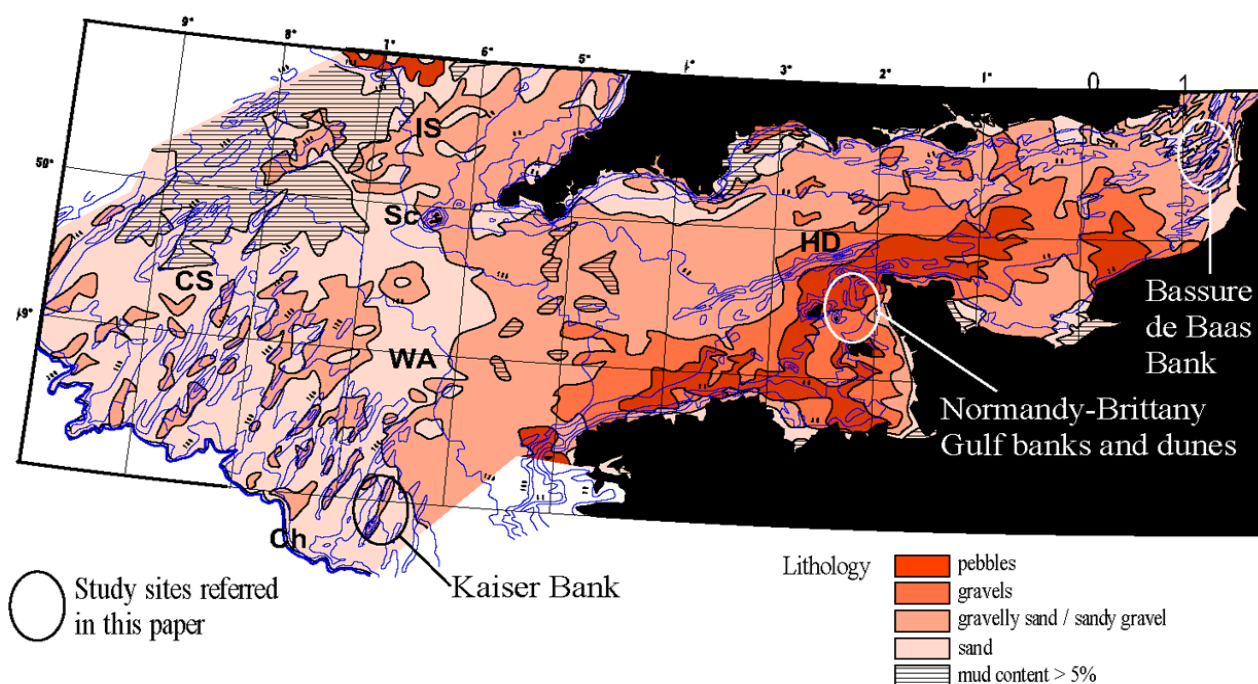 9°
8°
7°
6°
5°
4°
3°
2°
1°
0
1
50°
49°
IS
Sc
CS
WA
HD
Ch
Bassure
de Baas
Bank
Normandy-Brittany
Gulf banks and dunes
Kaiser Bank
Study sites referred
in this paper
Lithology
pebbles
gravels
gravelly sand / sandy gravel
sand
mud content > 5%